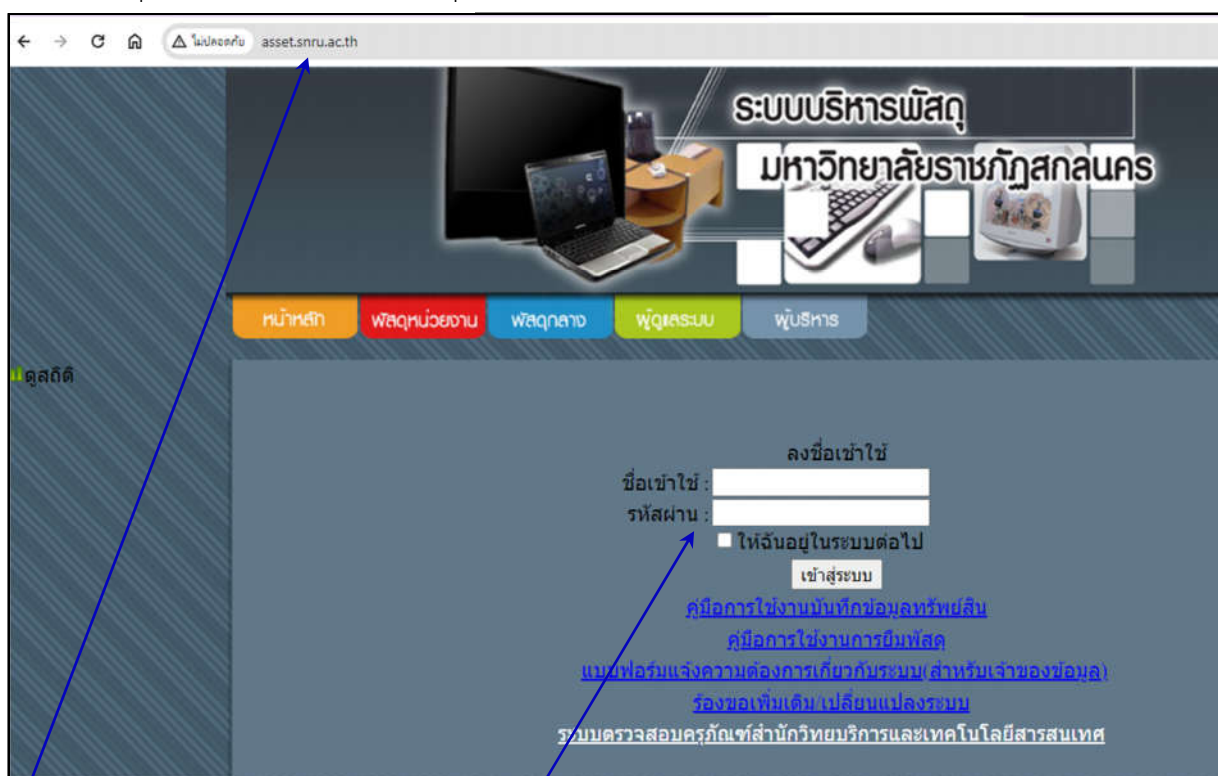 ไม่ปลอดภัย asset.snru.ac.th
ระบบบริหารพัสดุ
มหาวิทยาลัยราชภัฏสกลนคร
หน้าหลัก พัสดุหน่วยงาน พัสดุกลาง ผู้ดูแลระบบ ผู้บริหาร
ดูสถิติ
ลงชื่อเข้าใช้
ชื่อเข้าใช้ :
รหัสผ่าน :
ให้ฉันอยู่ในระบบต่อไป
เข้าสู่ระบบ
คู่มือการใช้งานบันทึกข้อมูลทรัพย์สิน
คู่มือการใช้งานการยืมพัสดุ
แบบฟอร์มแจ้งความต้องการเกี่ยวกับระบบ(สำหรับเจ้าของข้อมูล)
ร้องขอเพิ่มเติม/เปลี่ยนแปลงระบบ
ระบบตรวจสอบครุภัณฑ์สำนักวิทยบริการและเทคโนโลยีสารสนเทศ